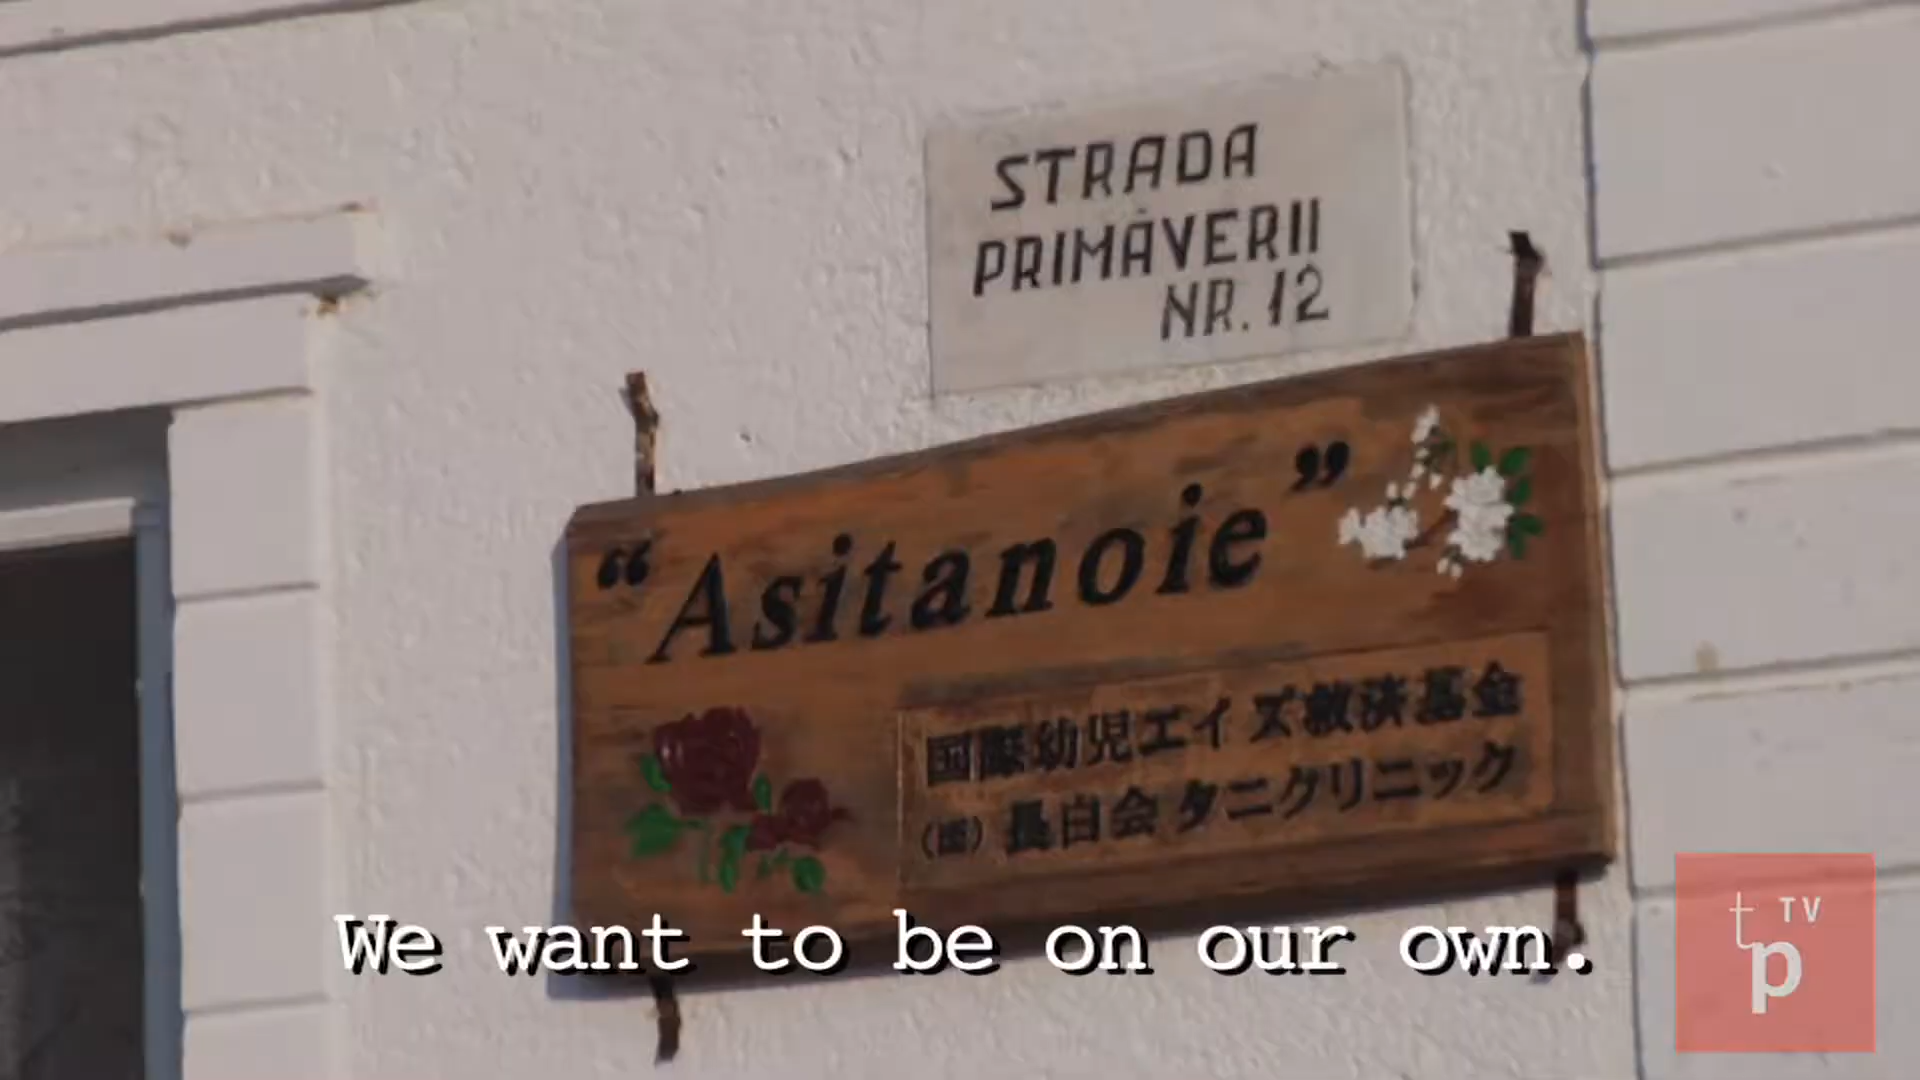 STRADA
PRIMĂVERII
NR. 12
“Asitanoie”
国際幼児エイズ救済基金
(医) 長白会 タニクリニック
We want to be on our own.
tp TV